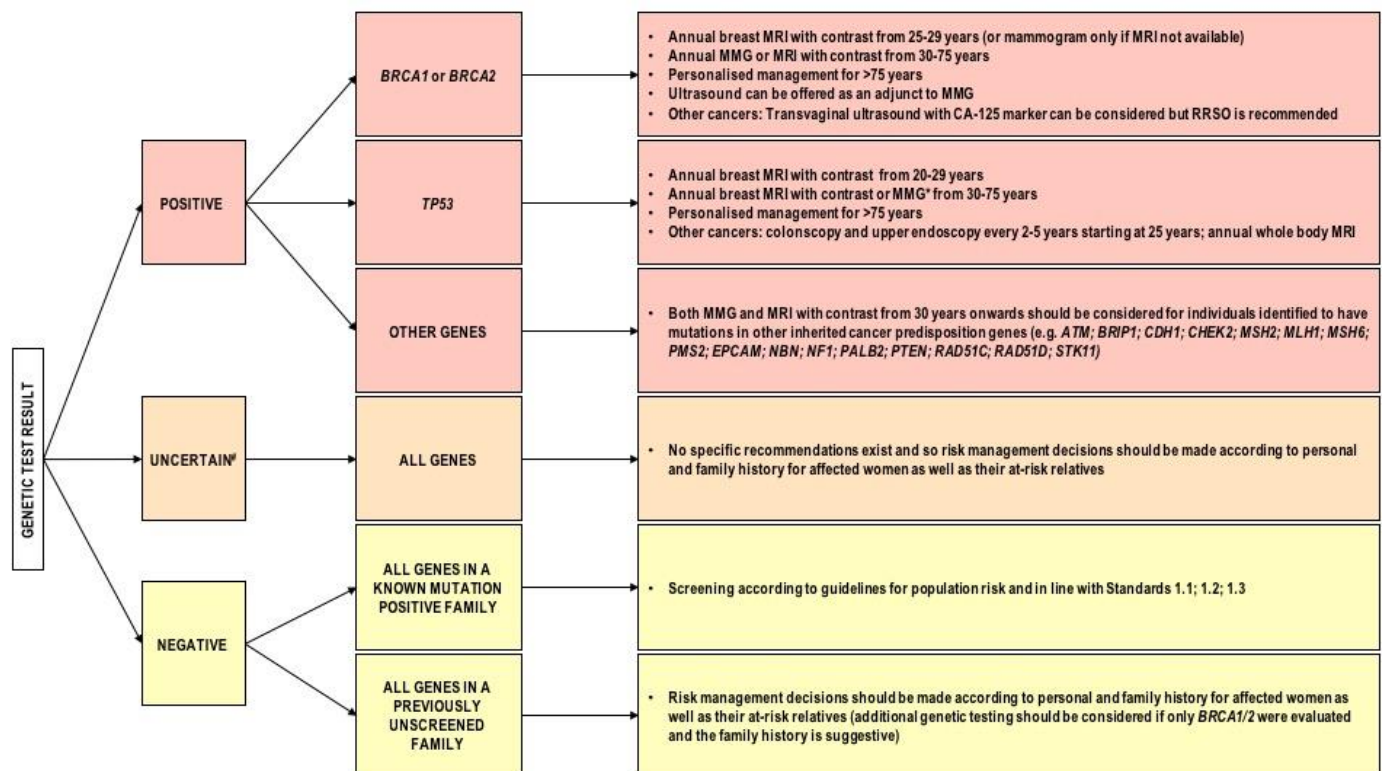 GENETIC TEST RESULT
POSITIVE
BRCA1 or BRCA2
• Annual breast MRI with contrast from 25-29 years (or mammogram only if MRI not available)
• Annual MMG or MRI with contrast from 30-75 years
• Personalised management for >75 years
• Ultrasound can be offered as an adjunct to MMG
• Other cancers: Transvaginal ultrasound with CA-125 marker can be considered but RRSO is recommended
TP53
• Annual breast MRI with contrast from 20-29 years
• Annual breast MRI with contrast or MMG* from 30-75 years
• Personalised management for >75 years
• Other cancers: colonscopy and upper endoscopy every 2-5 years starting at 25 years; annual whole body MRI
OTHER GENES
• Both MMG and MRI with contrast from 30 years onwards should be considered for individuals identified to have
mutations in other inherited cancer predisposition genes (e.g. ATM; BRIP1; CDH1; CHEK2; MSH2; MLH1; MSH6;
PMS2; EPCAM; NBN; NF1; PALB2; PTEN; RAD51C; RAD51D; STK11)
UNCERTAIN#
ALL GENES
• No specific recommendations exist and so risk management decisions should be made according to personal
and family history for affected women as well as their at-risk relatives
NEGATIVE
ALL GENES IN A
KNOWN MUTATION
POSITIVE FAMILY
• Screening according to guidelines for population risk and in line with Standards 1.1; 1.2; 1.3
ALL GENES IN A
PREVIOUSLY
UNSCREENED
FAMILY
• Risk management decisions should be made according to personal and family history for affected women as
well as their at-risk relatives (additional genetic testing should be considered if only BRCA1/2 were evaluated
and the family history is suggestive)